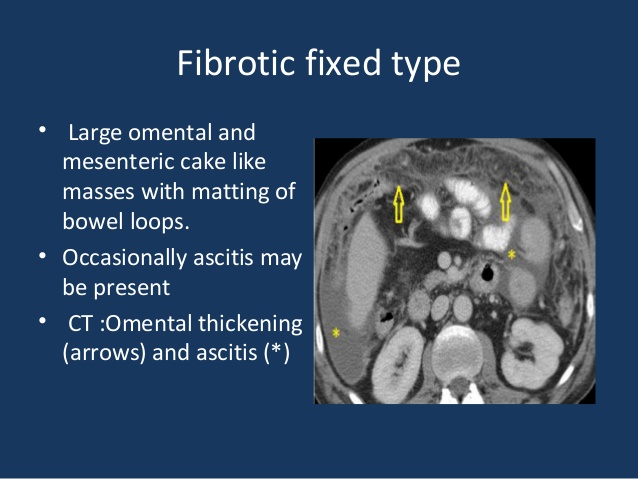 Fibrotic fixed type
• Large omental and
mesenteric cake like
masses with matting of
bowel loops.
• Occasionally ascitis may
be present
• CT :Omental thickening
(arrows) and ascitis (*)
*
*